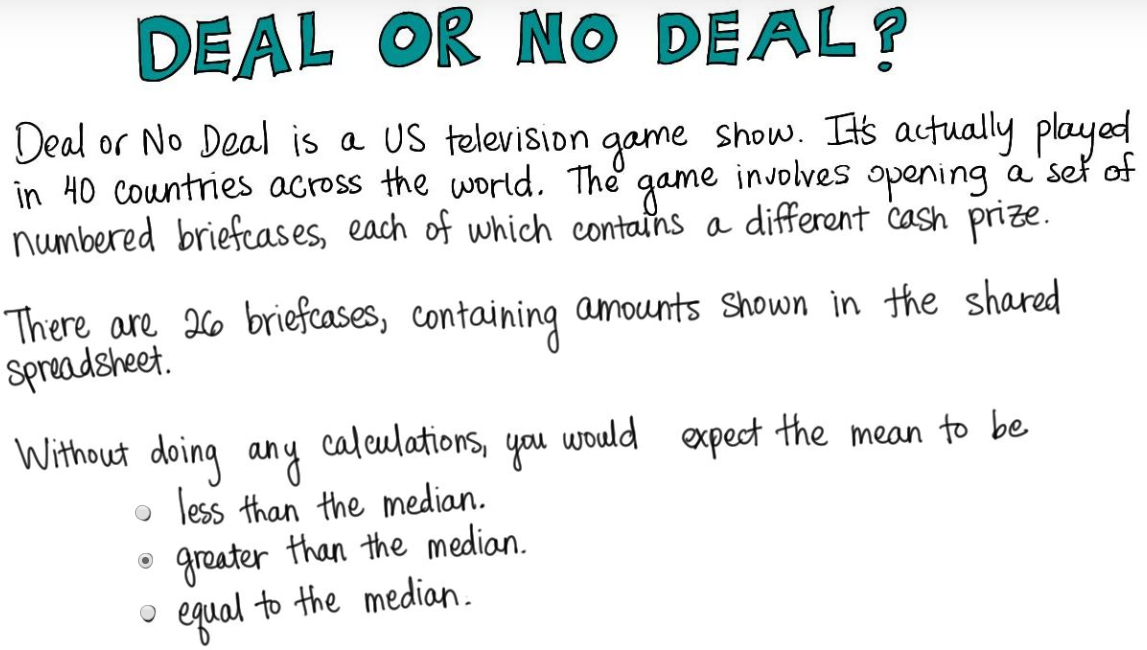 DEAL OR NO DEAL?
Deal or No Deal is a US television game show. It's actually played
in 40 countries across the world. The game involves opening a set of
numbered briefcases, each of which contains a different cash prize.
There are 26 briefcases, containing amounts shown in the shared
spreadsheet.
Without doing any calculations, you would expect the mean to be
less than the median.
greater than the median.
equal to the median.